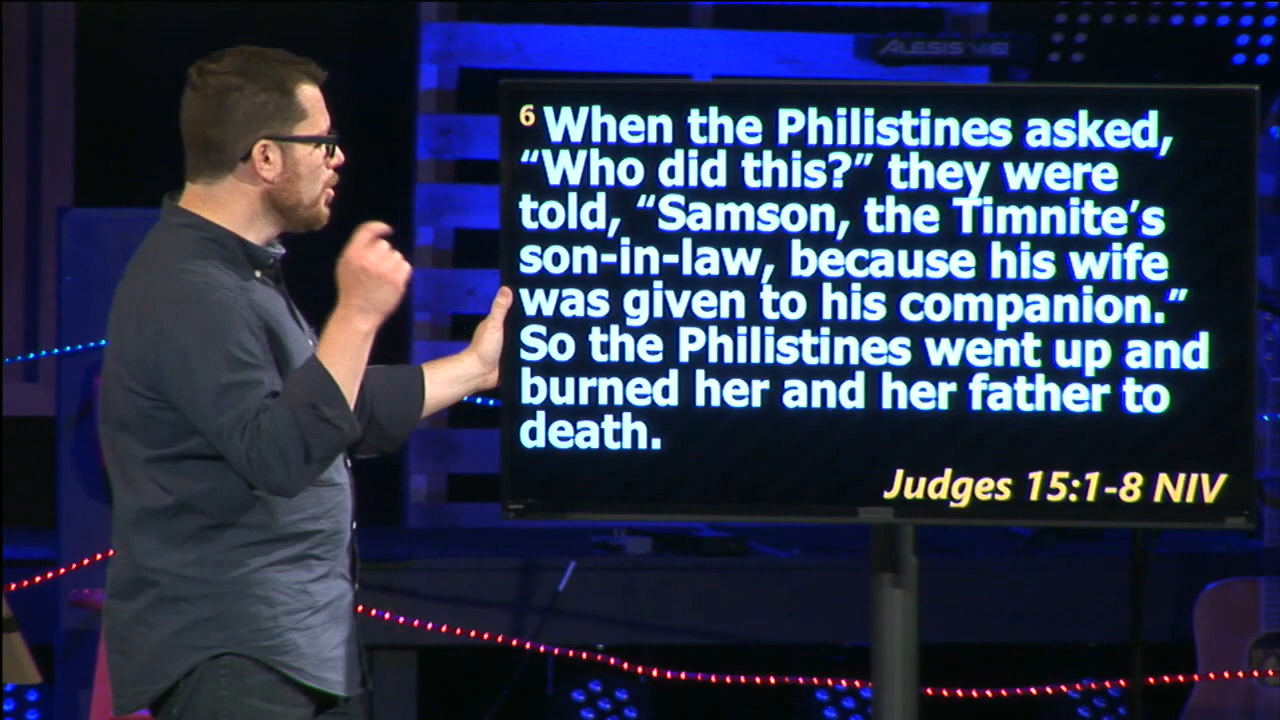 ALESIS V61
6 When the Philistines asked,
“Who did this?” they were
told, “Samson, the Timnite’s
son-in-law, because his wife
was given to his companion.”
So the Philistines went up and
burned her and her father to
death.
Judges 15:1-8 NIV